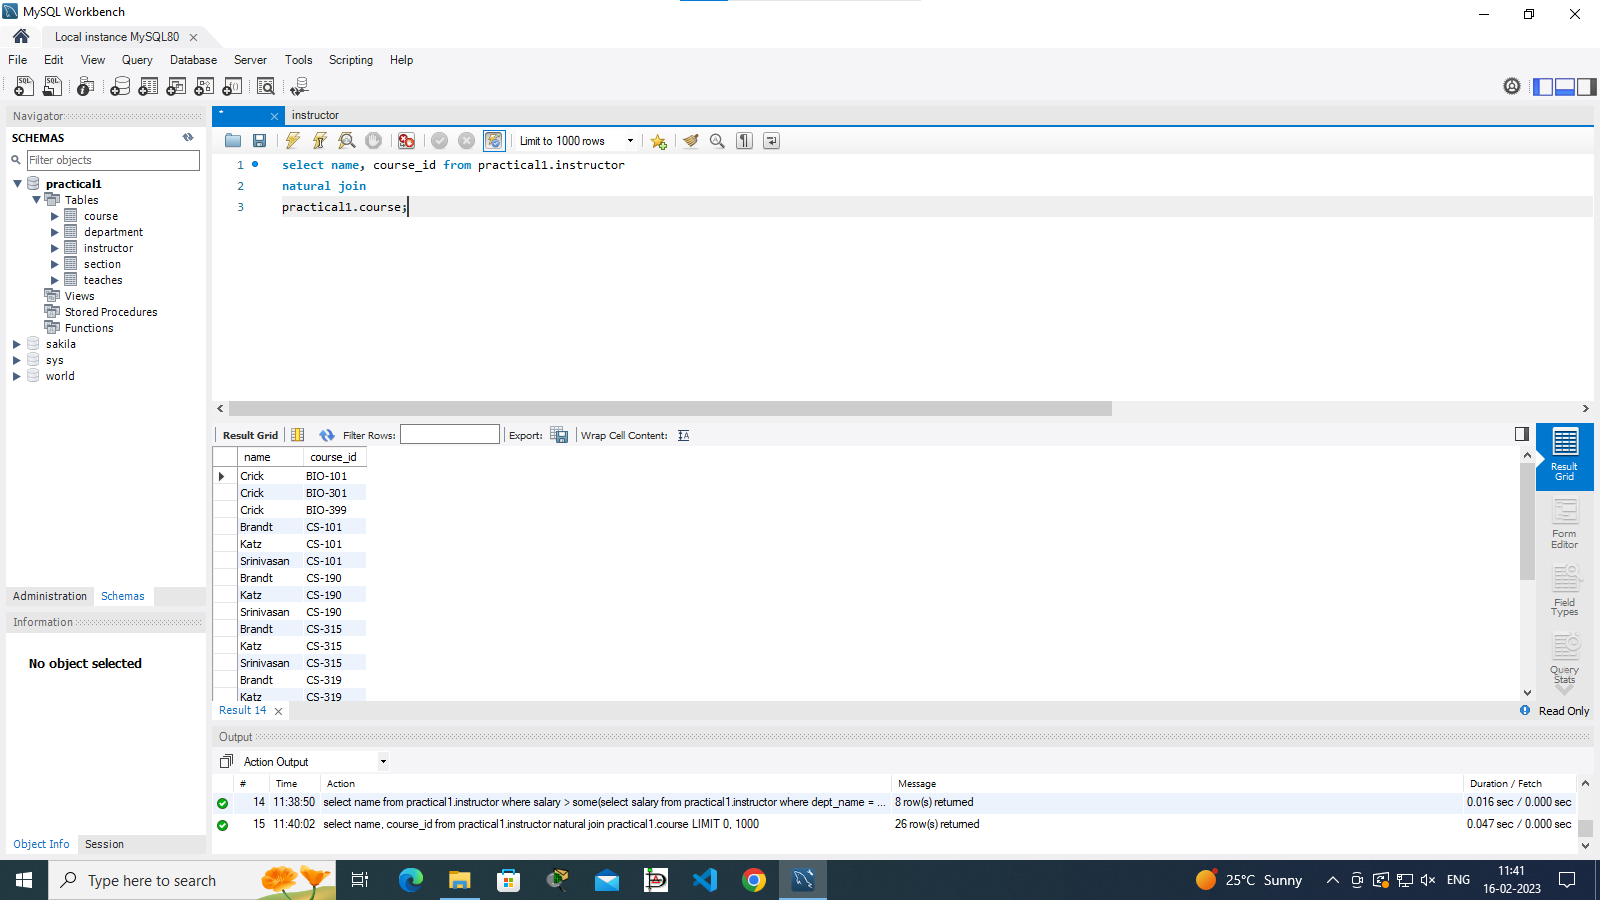 MySQL Workbench
Local instance MySQL80
File Edit View Query Database Server Tools Scripting Help
Navigator
SCHEMAS
Filter objects
practical1
Tables
course
department
instructor
section
teaches
Views
Stored Procedures
Functions
sakila
sys
world
Administration Schemas
Information
No object selected
Object Info Session
* instructor
Limit to 1000 rows
1 select name, course_id from practical1.instructor
2 natural join
3 practical1.course;
Result Grid Filter Rows: Export: Wrap Cell Content:
name course_id
Crick BIO-101
Crick BIO-301
Crick BIO-399
Brandt CS-101
Katz CS-101
Srinivasan CS-101
Brandt CS-190
Katz CS-190
Srinivasan CS-190
Brandt CS-315
Katz CS-315
Srinivasan CS-315
Brandt CS-319
Katz CS-319
Result
Grid
Form
Editor
Field
Types
Query
Stats
Result 14
Read Only
Output
Action Output
# Time Action Message Duration / Fetch
14 11:38:50 select name from practical1.instructor where salary > some(select salary from practical1.instructor where dept_name = ... 8 row(s) returned 0.016 sec / 0.000 sec
15 11:40:02 select name, course_id from practical1.instructor natural join practical1.course LIMIT 0, 1000 26 row(s) returned 0.047 sec / 0.000 sec
Type here to search
25°C Sunny
ENG
11:41
16-02-2023